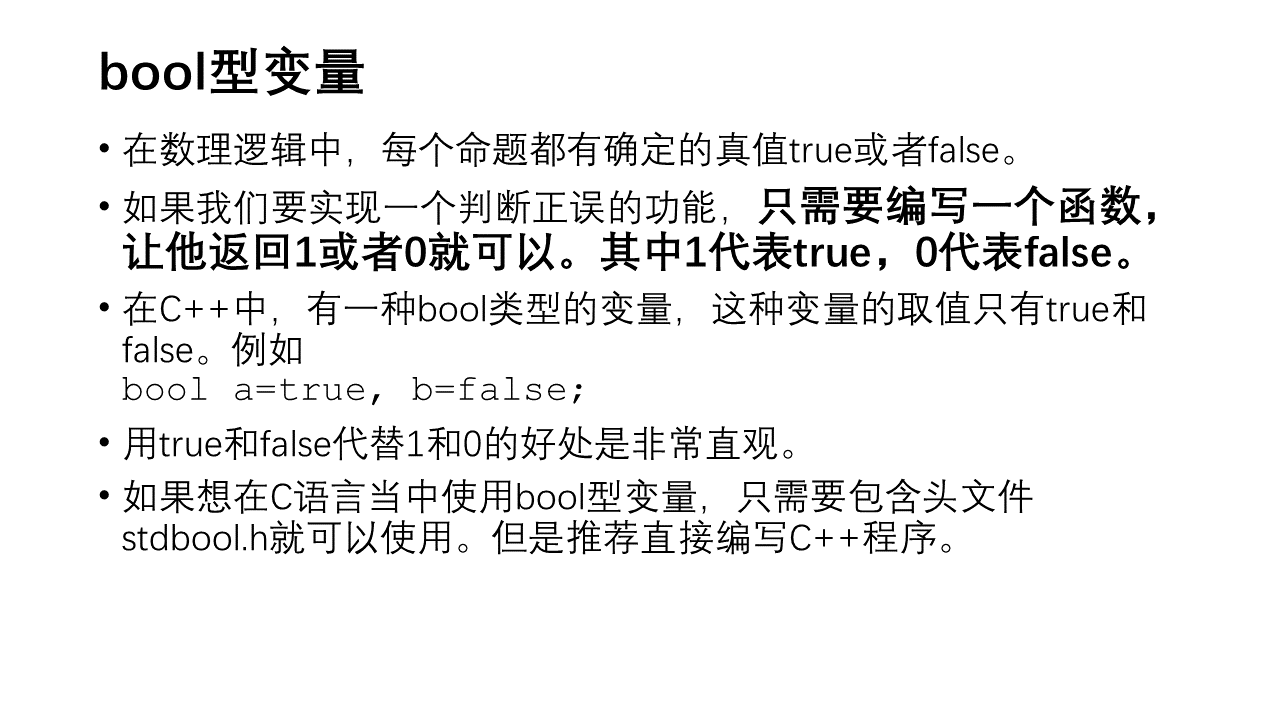 bool型变量
• 在数理逻辑中，每个命题都有确定的真值true或者false。
• 如果我们要实现一个判断正误的功能，只需要编写一个函数，
让他返回1或者0就可以。其中1代表true，0代表false。
• 在C++中，有一种bool类型的变量，这种变量的取值只有true和
false。例如
bool a=true, b=false;
• 用true和false代替1和0的好处是非常直观。
• 如果想在C语言当中使用bool型变量，只需要包含头文件
stdbool.h就可以使用。但是推荐直接编写C++程序。